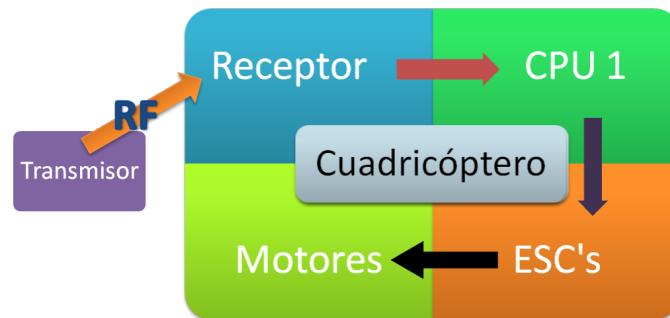 Receptor
CPU 1
RF
Transmisor
Cuadricóptero
Motores
ESC's